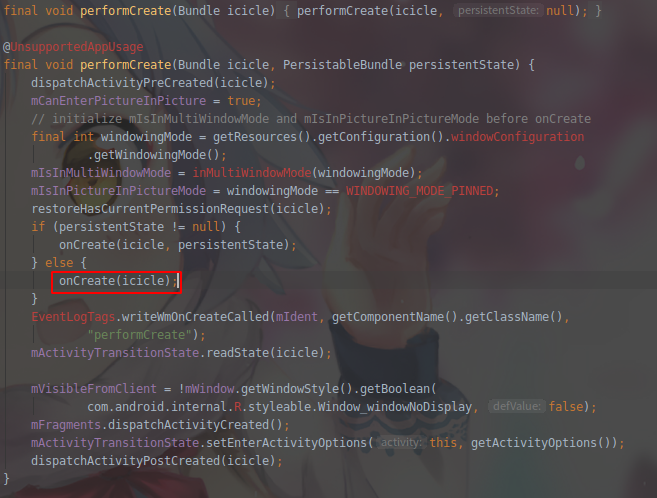 final void performCreate(Bundle icicle) { performCreate(icicle, persistentState: null); }
@UnsupportedAppUsage
final void performCreate(Bundle icicle, PersistableBundle persistentState) {
dispatchActivityPreCreated(icicle);
mCanEnterPictureInPicture = true;
// initialize mIsInMultiWindowMode and mIsInPictureInPictureMode before onCreate
final int windowingMode = getResources().getConfiguration().windowConfiguration
.getWindowingMode();
mIsInMultiWindowMode = inMultiWindowMode(windowingMode);
mIsInPictureInPictureMode = windowingMode == WINDOWING_MODE_PINNED;
restoreHasCurrentPermissionRequest(icicle);
if (persistentState != null) {
onCreate(icicle, persistentState);
} else {
onCreate(icicle);
}
EventLogTags.writeWmOnCreateCalled(mIdent, getComponentName().getClassName(),
"performCreate");
mActivityTransitionState.readState(icicle);
mVisibleFromClient = !mWindow.getWindowStyle().getBoolean(
com.android.internal.R.styleable.Window_windowNoDisplay, defValue: false);
mFragments.dispatchActivityCreated();
mActivityTransitionState.setEnterActivityOptions( activity: this, getActivityOptions());
dispatchActivityPostCreated(icicle);
}